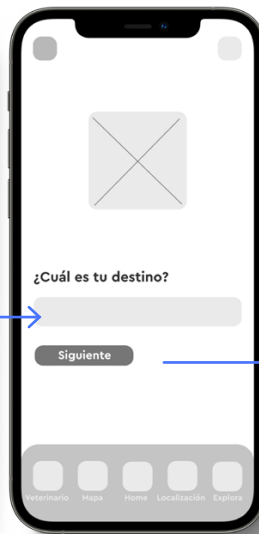 ¿Cuál es tu destino?
Siguiente
Veterinario Mapa Home Localización Explora